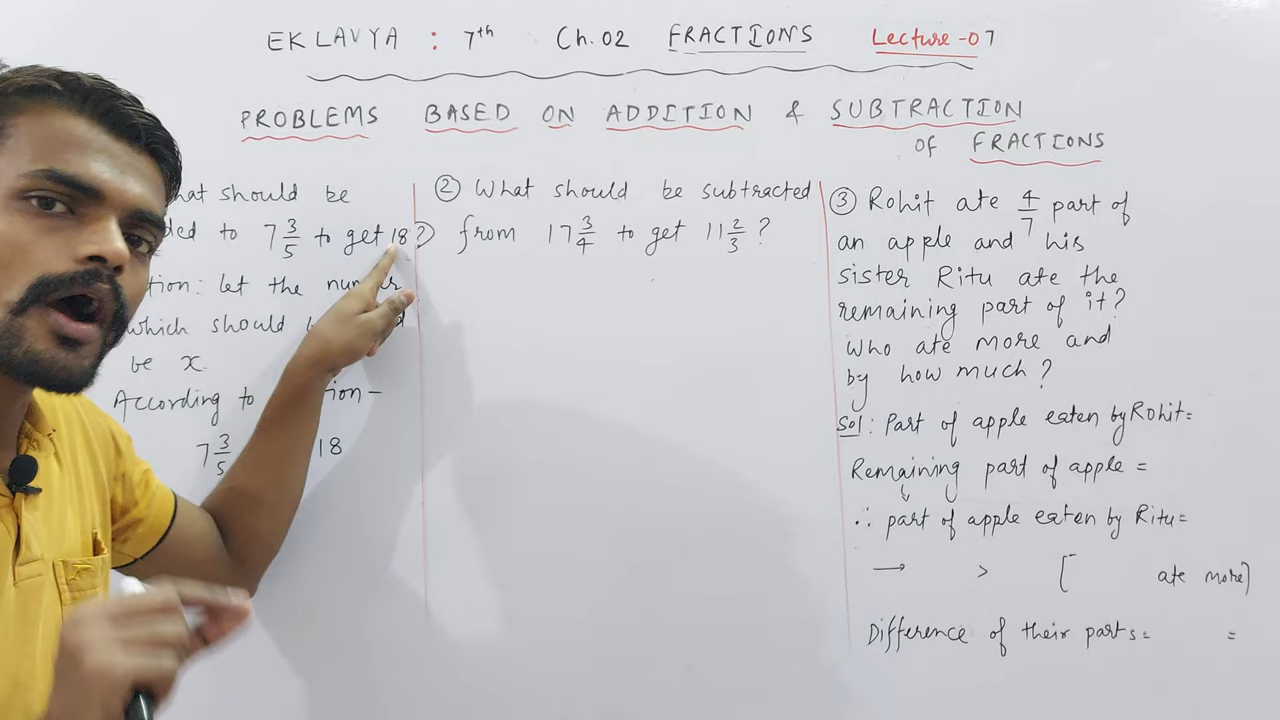 EKLAVYA : 7th Ch.02 FRACTIONS Lecture-07
PROBLEMS BASED ON ADDITION & SUBTRACTION
OF FRACTIONS
hat should be
ded to 7 3/5 to get 18?
tion: let the number
which should
be x.
According to tion-
7 3/5 18
② What should be subtracted
from 17 3/4 to get 11 2/3 ?
③ Rohit ate 4/7 part of
an apple and his
sister Ritu ate the
remaining part of it?
Who ate more and
by how much?
Sol: Part of apple eaten by Rohit=
Remaining part of apple =
∴ part of apple eaten by Ritu=
→ > [ ate more]
Difference of their parts= =